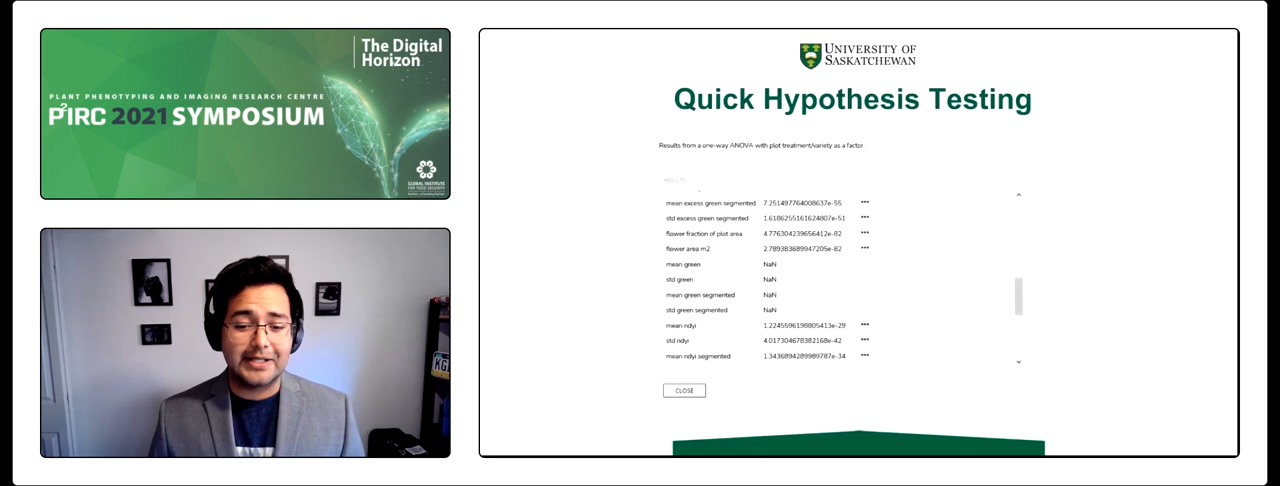 The Digital
Horizon
PLANT PHENOTYPING AND IMAGING RESEARCH CENTRE
P²IRC 2021 SYMPOSIUM
GLOBAL INSTITUTE
FOR FOOD SECURITY
UNIVERSITY OF
SASKATCHEWAN
Quick Hypothesis Testing
Results from a one-way ANOVA with plot treatment/variety as a factor.
RESULTS
mean excess green segmented 7.251497764008637e-55 ***
std excess green segmented 1.6186255161624807e-51 ***
flower fraction of plot area 4.776304239656412e-82 ***
flower area m2 2.789383689947205e-82 ***
mean green NaN
std green NaN
mean green segmented NaN
std green segmented NaN
mean ndyi 1.2245596198805413e-29 ***
std ndyi 4.017304678382168e-42 ***
mean ndyi segmented 1.3436894289989787e-34 ***
CLOSE
KG